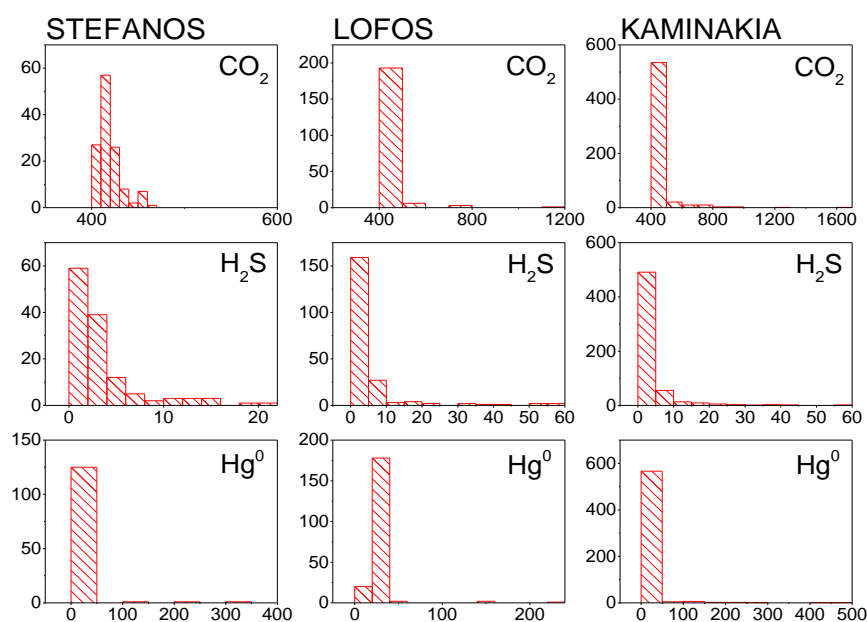 STEFANOS LOFOS KAMINAKIA
60 40 20 0
CO₂
400 600
200 150 100 50 0
CO₂
400 800 1200
600 400 200 0
CO₂
400 800 1200 1600
60 40 20 0
H₂S
0 10 20
150 100 50 0
H₂S
0 10 20 30 40 50 60
600 400 200 0
H₂S
0 10 20 30 40 50 60
150 100 50 0
Hg⁰
0 100 200 300 400
200 150 100 50 0
Hg⁰
0 100 200
600 400 200 0
Hg⁰
0 100 200 300 400 500